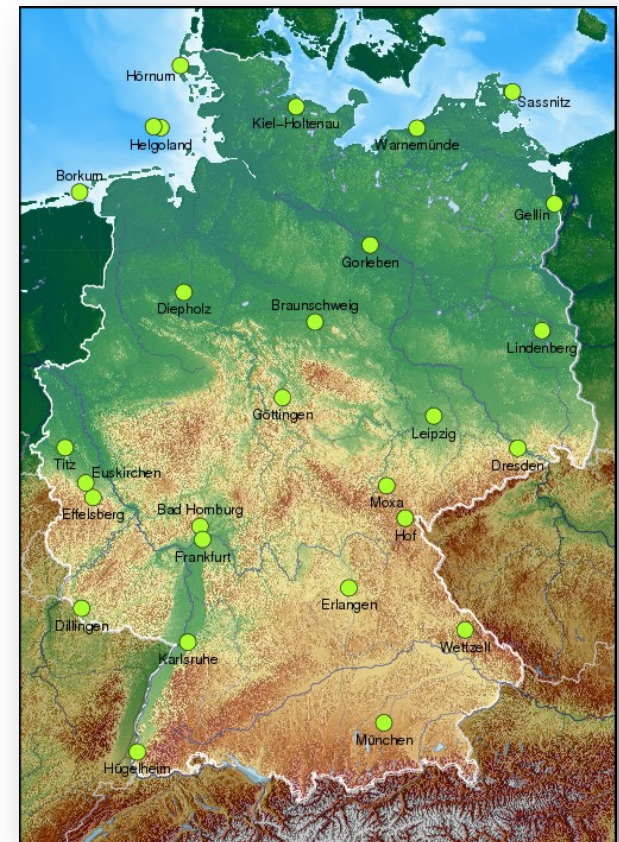 Hörnum
Sassnitz
Kiel-Holtenau
Helgoland
Warnemünde
Borkum
Gellin
Gorleben
Diepholz
Braunschweig
Lindenberg
Göttingen
Leipzig
Titz
Euskirchen
Dresden
Moxa
Effelsberg
Bad Homburg
Hof
Frankfurt
Erlangen
Dillingen
Wettzell
Karlsruhe
München
Hügelheim